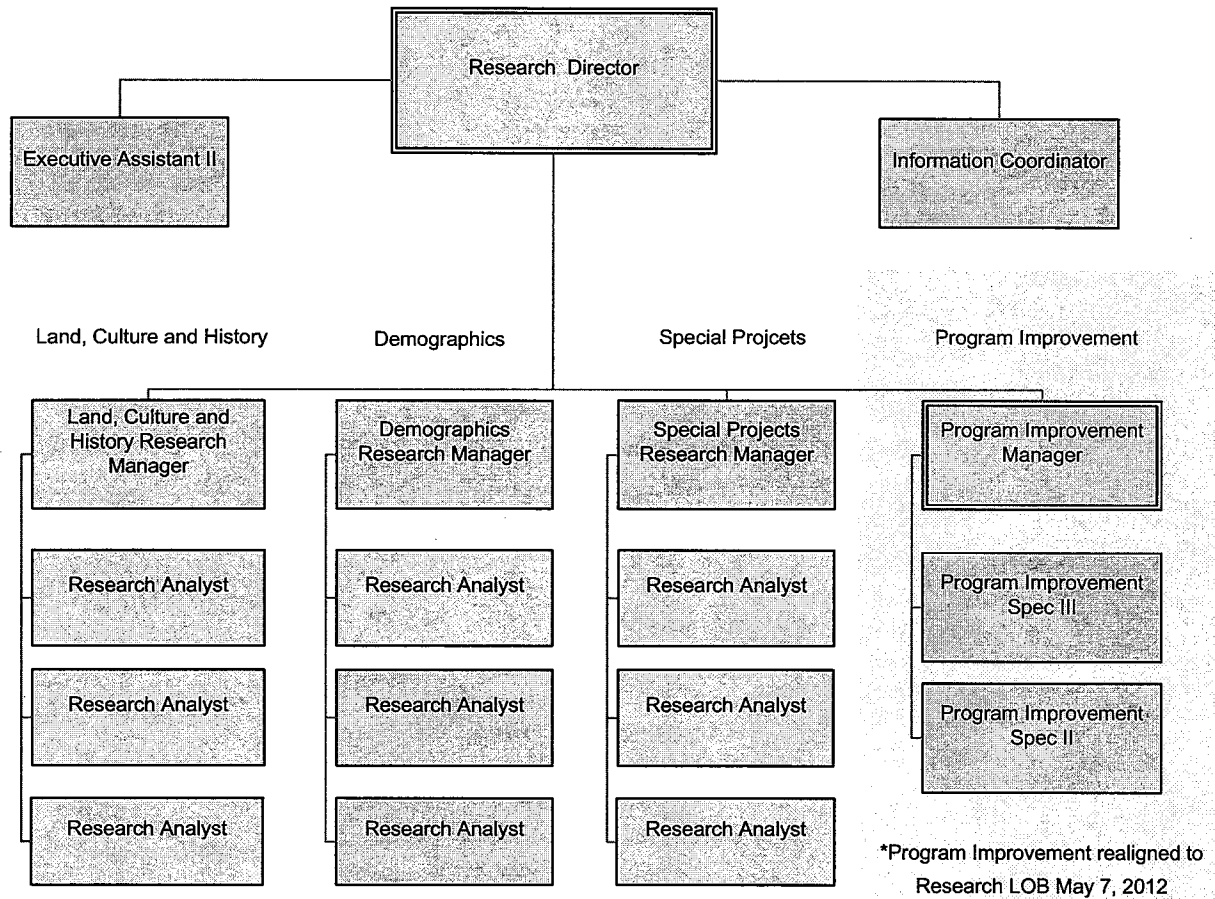 Research Director
Executive Assistant II
Information Coordinator
Land, Culture and History
Demographics
Special Projcets
Program Improvement
Land, Culture and
History Research
Manager
Demographics
Research Manager
Special Projects
Research Manager
Program Improvement
Manager
Research Analyst
Research Analyst
Research Analyst
Program Improvement
Spec III
Research Analyst
Research Analyst
Research Analyst
Program Improvement
Spec II
Research Analyst
Research Analyst
Research Analyst
*Program Improvement realigned to
Research LOB May 7, 2012